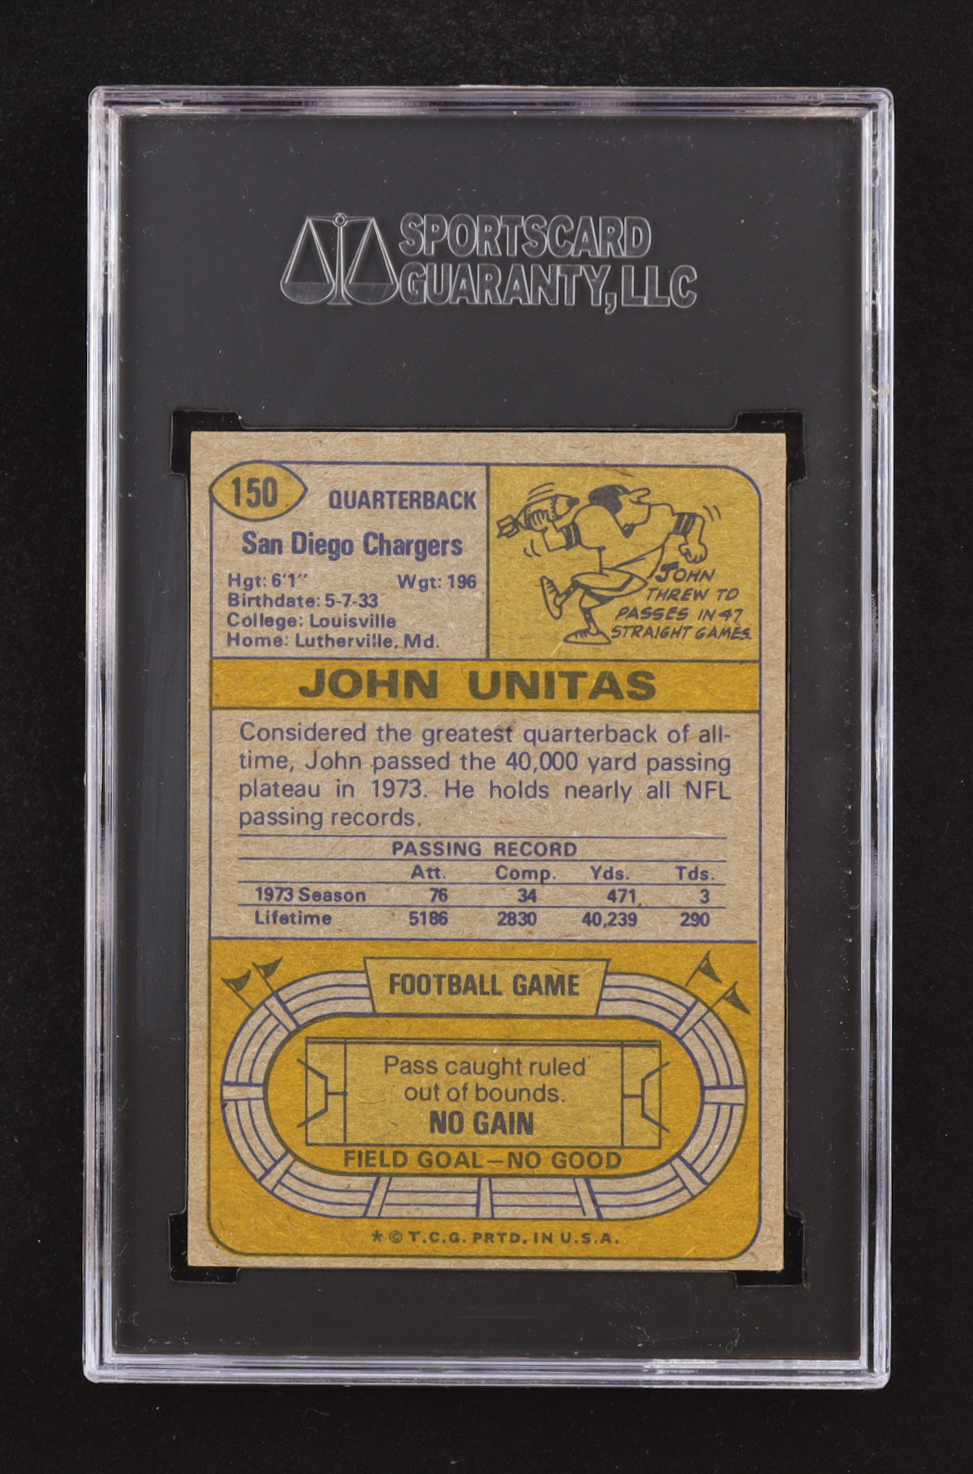 SPORTSCARD
GUARANTY, LLC
150
QUARTERBACK
San Diego Chargers
Hgt: 6'1" Wgt: 196
Birthdate: 5-7-33
College: Louisville
Home: Lutherville, Md.
JOHN
THREW TD
PASSES IN 47
STRAIGHT GAMES.
JOHN UNITAS
Considered the greatest quarterback of all-
time, John passed the 40,000 yard passing
plateau in 1973. He holds nearly all NFL
passing records.
PASSING RECORD
Att. Comp. Yds. Tds.
1973 Season 76 34 471 3
Lifetime 5186 2830 40,239 290
FOOTBALL GAME
Pass caught ruled
out of bounds.
NO GAIN
FIELD GOAL—NO GOOD
* © T.C.G. PRTD. IN U.S.A.